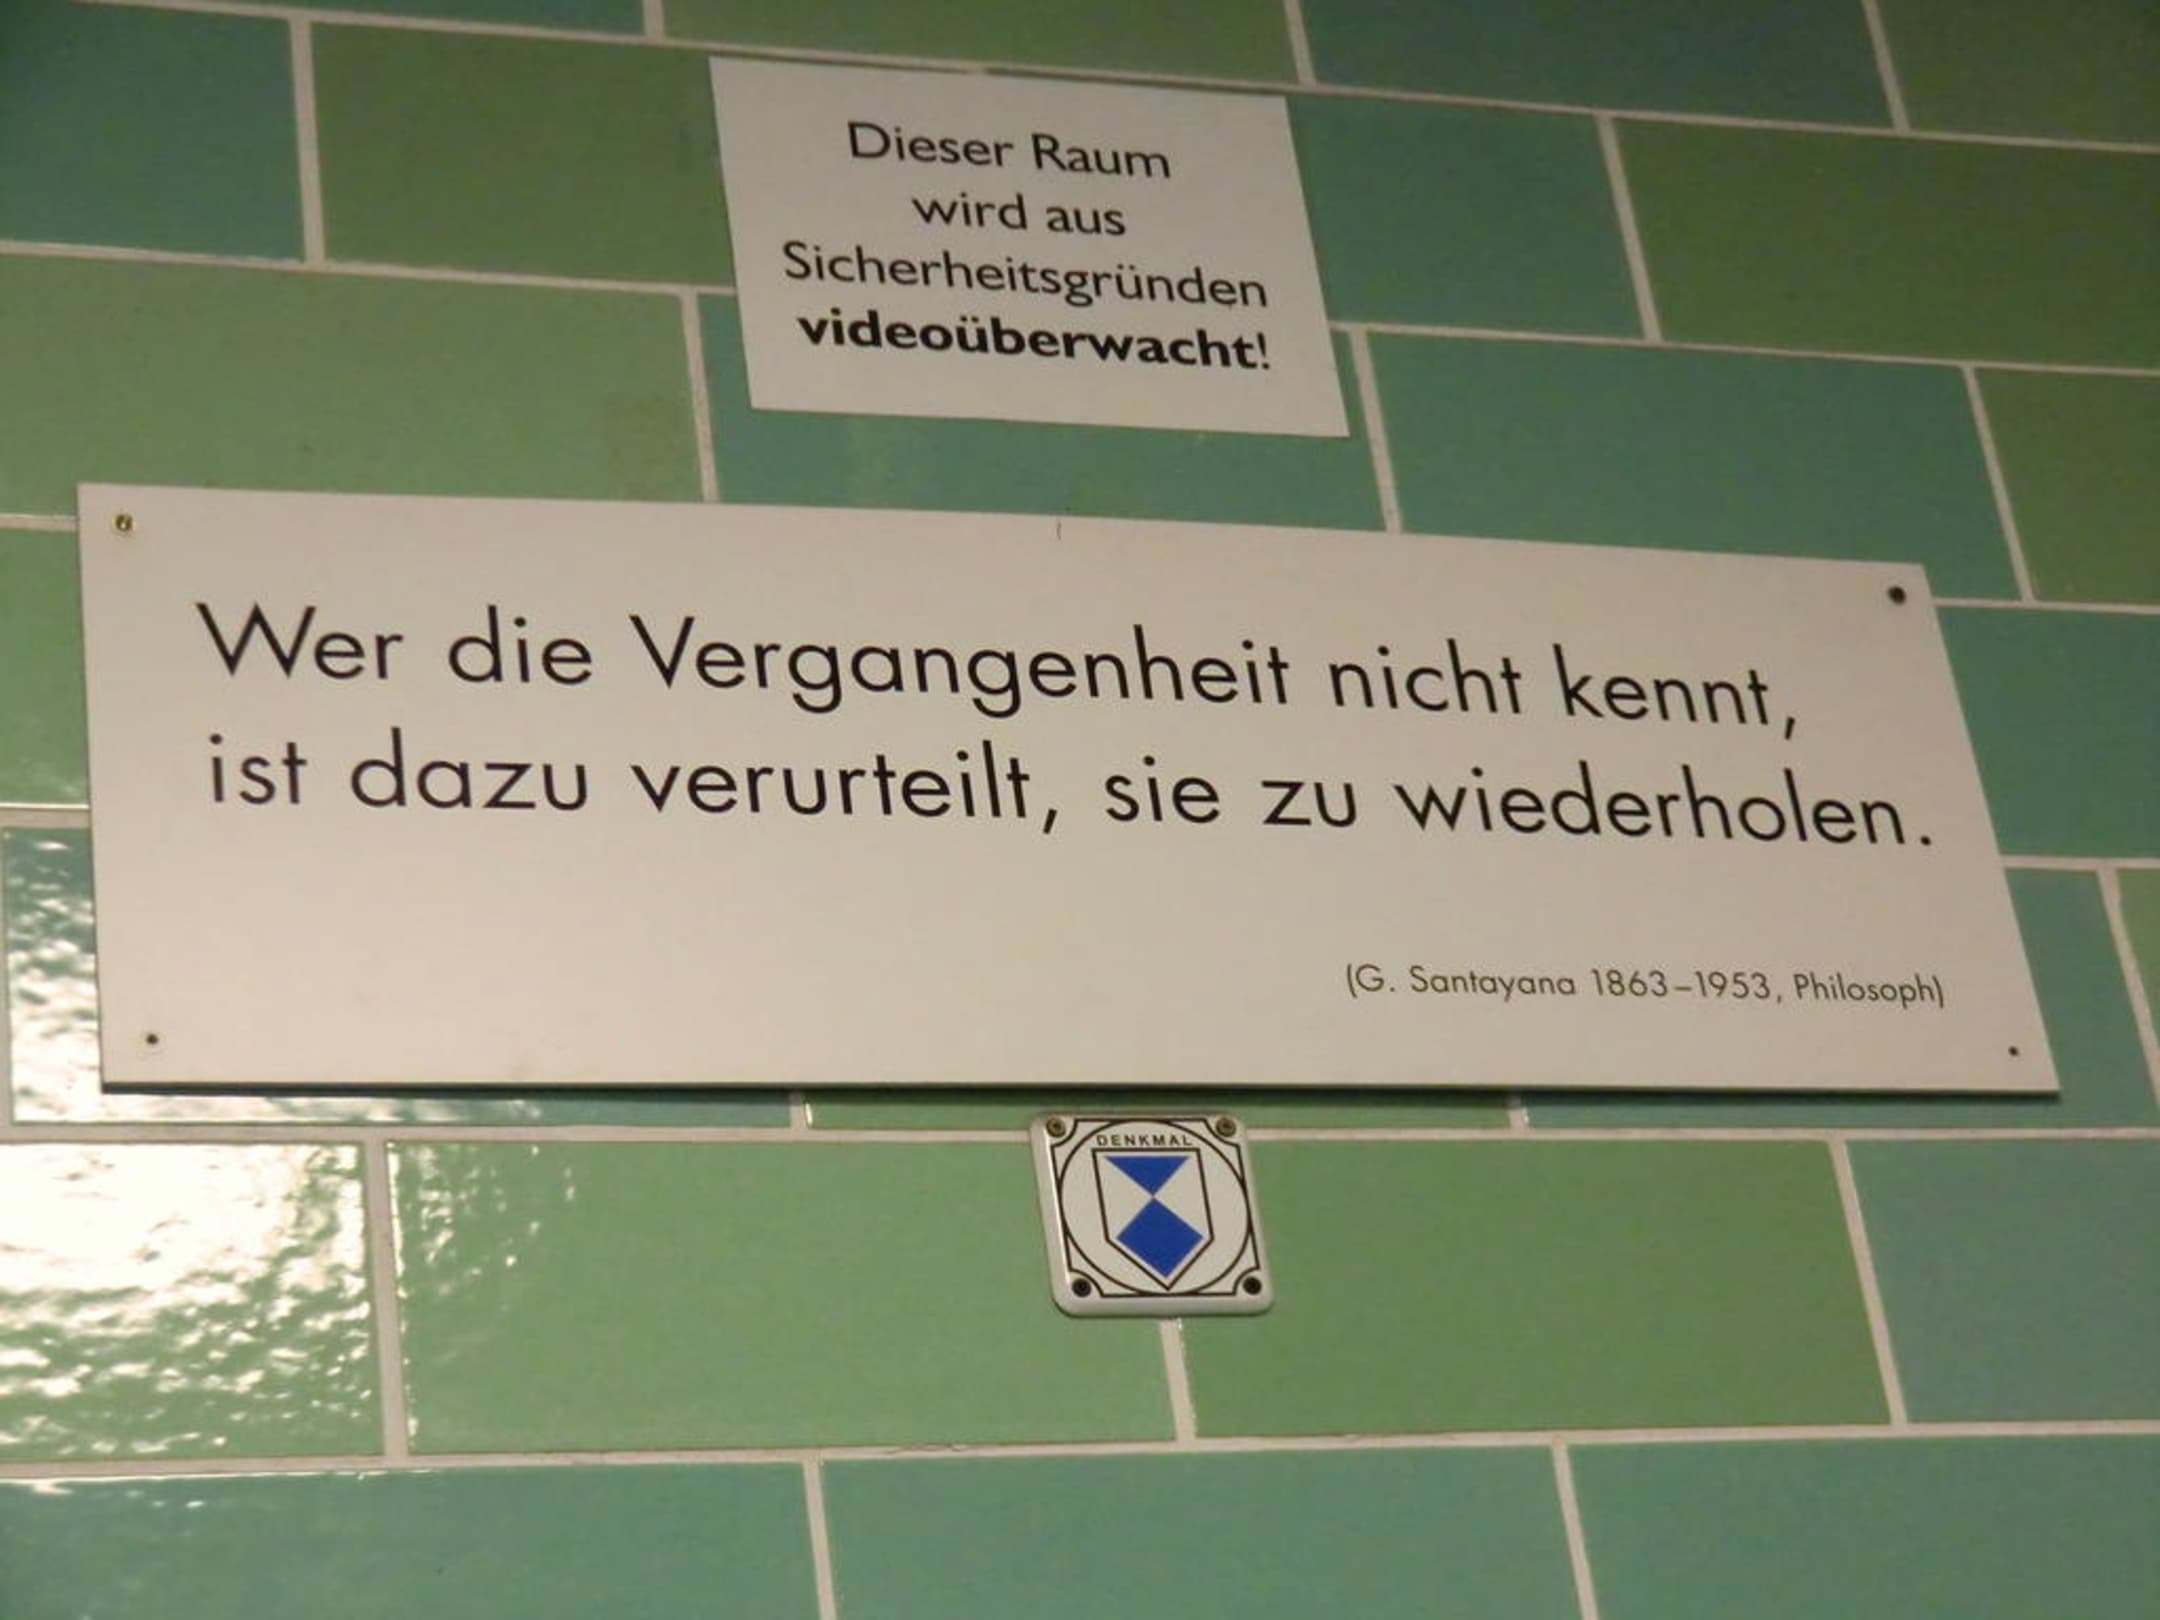 Dieser Raum
wird aus
Sicherheitsgründen
videoüberwacht!
Wer die Vergangenheit nicht kennt,
ist dazu verurteilt, sie zu wiederholen.
(G. Santayana 1863–1953, Philosoph)
DENKMAL